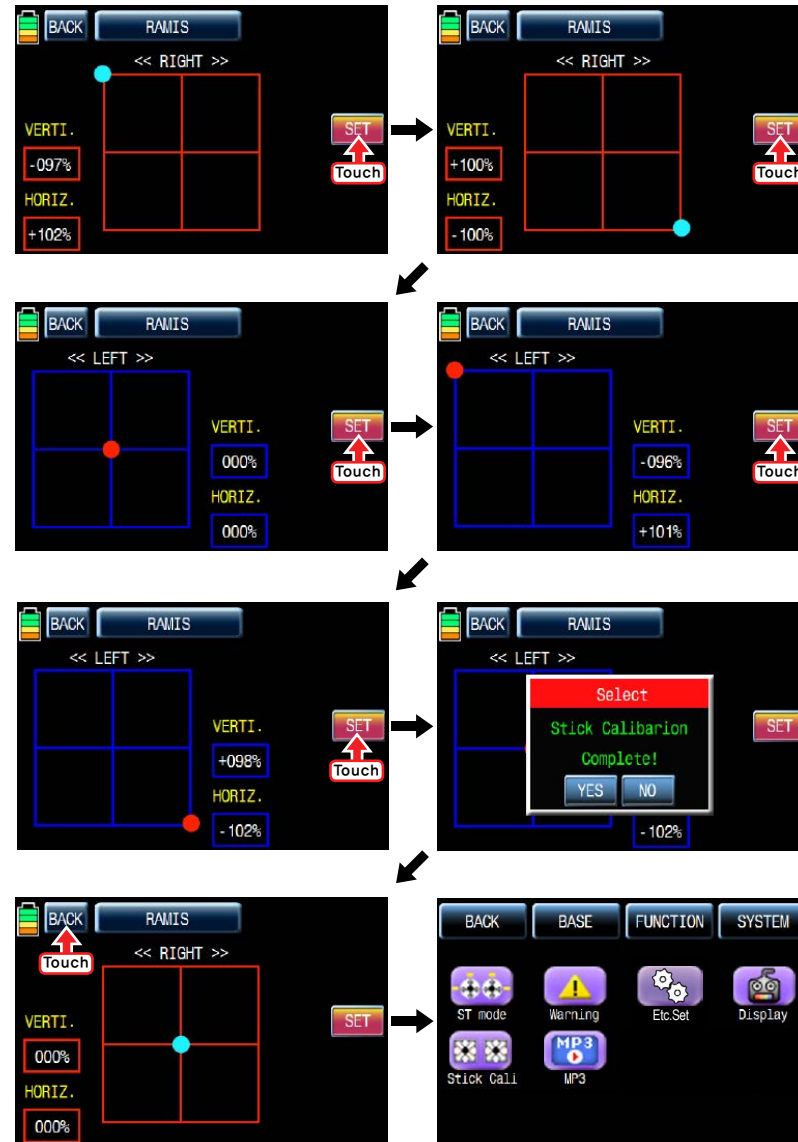 BACK RAMIS
<< RIGHT >>
VERTI.
-097%
HORIZ.
+102%
SET
Touch
BACK RAMIS
<< RIGHT >>
VERTI.
+100%
HORIZ.
-100%
SET
Touch
BACK RAMIS
<< LEFT >>
VERTI.
000%
HORIZ.
000%
SET
Touch
BACK RAMIS
<< LEFT >>
VERTI.
-096%
HORIZ.
+101%
SET
Touch
BACK RAMIS
<< LEFT >>
VERTI.
+098%
HORIZ.
-102%
SET
Touch
BACK RAMIS
<< LEFT >>
Select
Stick Calibarion
Complete!
YES NO
-102%
SET
BACK RAMIS
Touch
<< RIGHT >>
VERTI.
000%
HORIZ.
000%
SET
BACK BASE FUNCTION SYSTEM
ST mode Warning Etc.Set Display
MP3
Stick Cali MP3